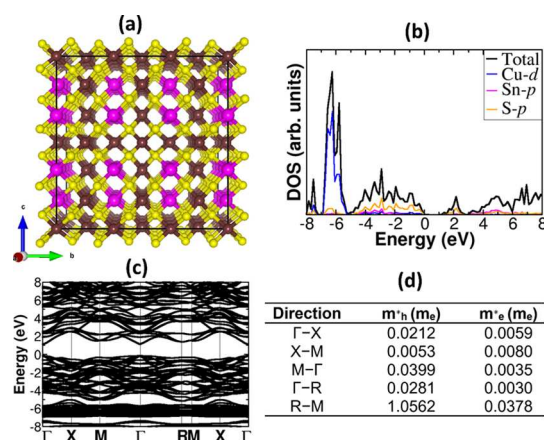 (a)
c
b
(b)
DOS (arb. units)
Total
Cu-d
Sn-p
S-p
-8 -6 -4 -2 0 2 4 6 8
Energy (eV)
(c)
Energy (eV)
8
6
4
2
0
-2
-4
-6
-8
Γ X M Γ R M X Γ
(d)
Direction m*h (me) m*e (me)
Γ−X 0.0212 0.0059
X−M 0.0053 0.0080
M−Γ 0.0399 0.0035
Γ−R 0.0281 0.0030
R−M 1.0562 0.0378